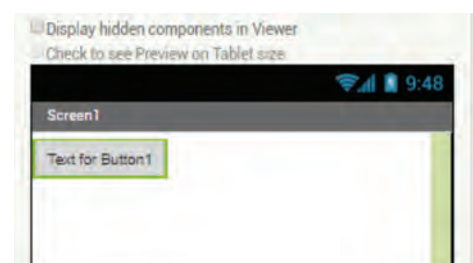 Display hidden components in Viewer
Check to see Preview on Tablet size
9:48
Screen1
Text for Button1